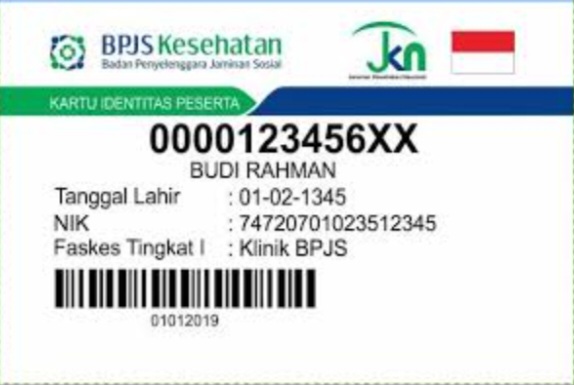 BPJS Kesehatan
Badan Penyelenggara Jaminan Sosial
JKN
KARTU IDENTITAS PESERTA
0000123456XX
BUDI RAHMAN
Tanggal Lahir : 01-02-1345
NIK : 74720701023512345
Faskes Tingkat I : Klinik BPJS
01012019